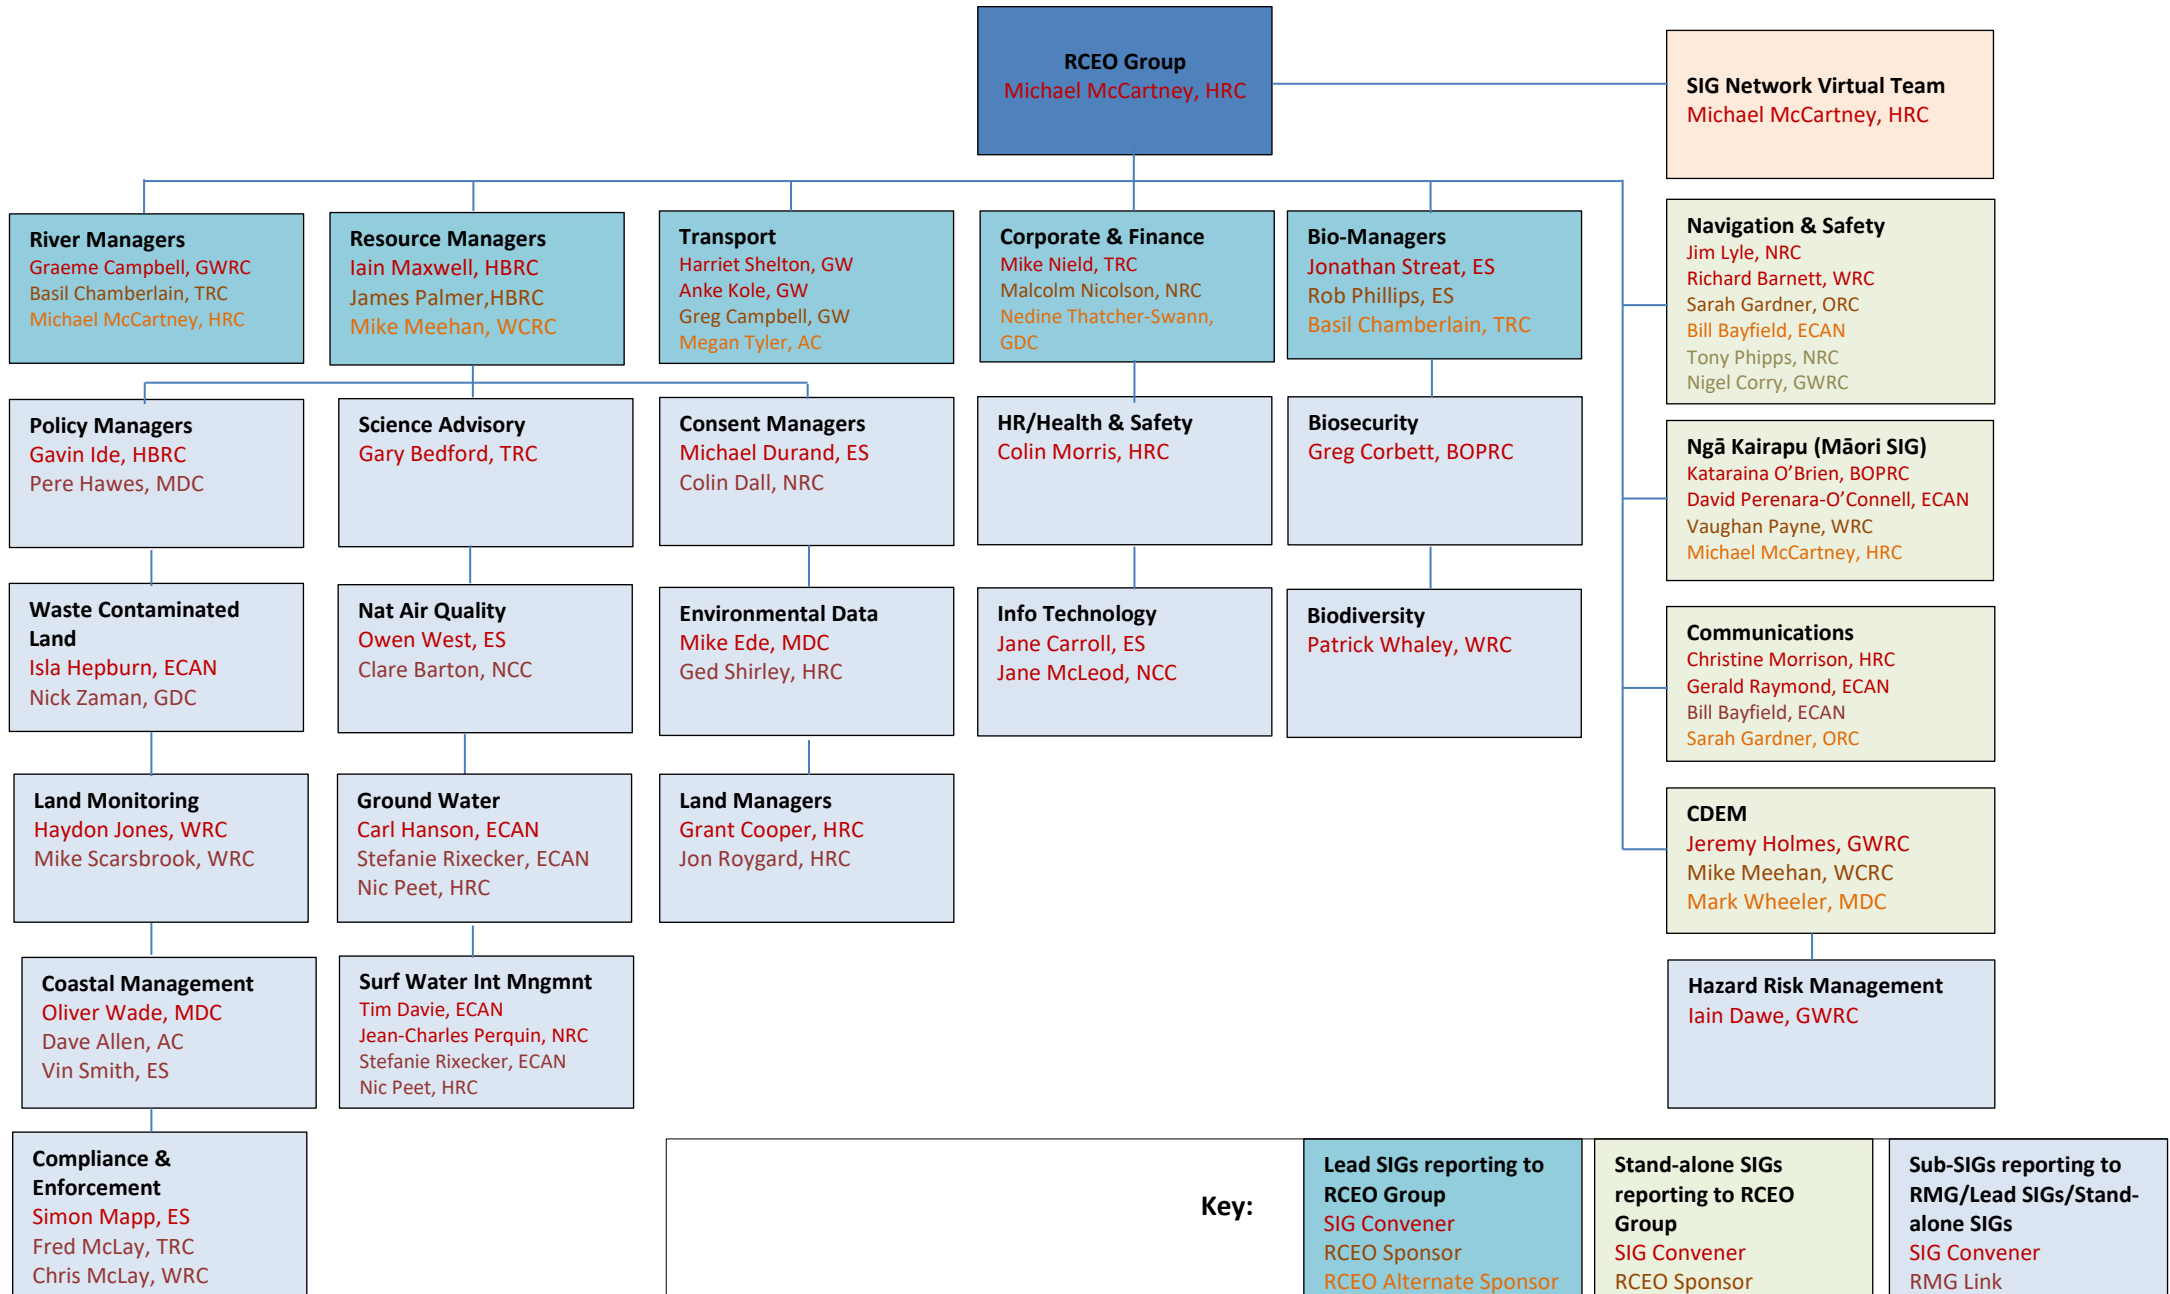 RCEO Group
Michael McCartney, HRC
SIG Network Virtual Team
Michael McCartney, HRC
River Managers
Graeme Campbell, GWRC
Basil Chamberlain, TRC
Michael McCartney, HRC
Resource Managers
Iain Maxwell, HBRC
James Palmer,HBRC
Mike Meehan, WCRC
Transport
Harriet Shelton, GW
Anke Kole, GW
Greg Campbell, GW
Megan Tyler, AC
Corporate & Finance
Mike Nield, TRC
Malcolm Nicolson, NRC
Nedine Thatcher-Swann,
GDC
Bio-Managers
Jonathan Streat, ES
Rob Phillips, ES
Basil Chamberlain, TRC
Navigation & Safety
Jim Lyle, NRC
Richard Barnett, WRC
Sarah Gardner, ORC
Bill Bayfield, ECAN
Tony Phipps, NRC
Nigel Corry, GWRC
Policy Managers
Gavin Ide, HBRC
Pere Hawes, MDC
Science Advisory
Gary Bedford, TRC
Consent Managers
Michael Durand, ES
Colin Dall, NRC
HR/Health & Safety
Colin Morris, HRC
Biosecurity
Greg Corbett, BOPRC
Ngā Kairapu (Māori SIG)
Kataraina O’Brien, BOPRC
David Perenara-O’Connell, ECAN
Vaughan Payne, WRC
Michael McCartney, HRC
Waste Contaminated
Land
Isla Hepburn, ECAN
Nick Zaman, GDC
Nat Air Quality
Owen West, ES
Clare Barton, NCC
Environmental Data
Mike Ede, MDC
Ged Shirley, HRC
Info Technology
Jane Carroll, ES
Jane McLeod, NCC
Biodiversity
Patrick Whaley, WRC
Communications
Christine Morrison, HRC
Gerald Raymond, ECAN
Bill Bayfield, ECAN
Sarah Gardner, ORC
Land Monitoring
Haydon Jones, WRC
Mike Scarsbrook, WRC
Ground Water
Carl Hanson, ECAN
Stefanie Rixecker, ECAN
Nic Peet, HRC
Land Managers
Grant Cooper, HRC
Jon Roygard, HRC
CDEM
Jeremy Holmes, GWRC
Mike Meehan, WCRC
Mark Wheeler, MDC
Coastal Management
Oliver Wade, MDC
Dave Allen, AC
Vin Smith, ES
Surf Water Int Mngmnt
Tim Davie, ECAN
Jean-Charles Perquin, NRC
Stefanie Rixecker, ECAN
Nic Peet, HRC
Hazard Risk Management
Iain Dawe, GWRC
Compliance &
Enforcement
Simon Mapp, ES
Fred McLay, TRC
Chris McLay, WRC
Key:
Lead SIGs reporting to
RCEO Group
SIG Convener
RCEO Sponsor
RCEO Alternate Sponsor
Stand-alone SIGs
reporting to RCEO
Group
SIG Convener
RCEO Sponsor
Sub-SIGs reporting to
RMG/Lead SIGs/Stand-
alone SIGs
SIG Convener
RMG Link